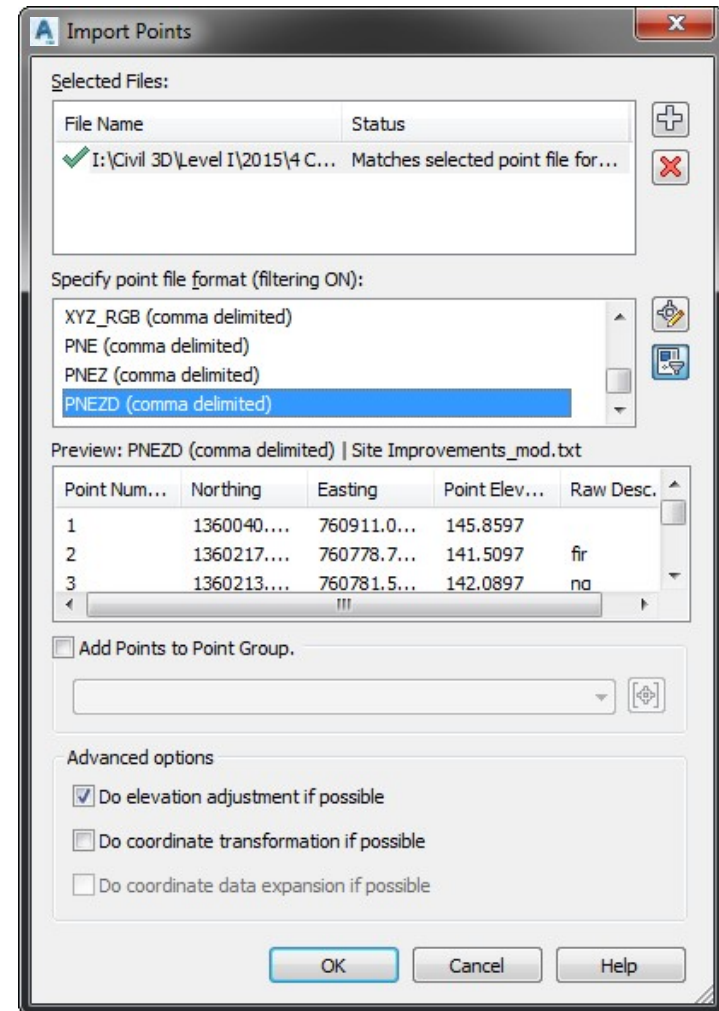 Import Points
Selected Files:
File Name Status
I:\Civil 3D\Level I\2015\4 C... Matches selected point file for...
Specify point file format (filtering ON):
XYZ_RGB (comma delimited)
PNE (comma delimited)
PNEZ (comma delimited)
PNEZD (comma delimited)
Preview: PNEZD (comma delimited) | Site Improvements_mod.txt
Point Num... Northing Easting Point Elev... Raw Desc.
1 1360040.... 760911.0... 145.8597
2 1360217.... 760778.7... 141.5097 fir
3 1360213.... 760781.5... 142.0897
Add Points to Point Group.
Advanced options
Do elevation adjustment if possible
Do coordinate transformation if possible
Do coordinate data expansion if possible
OK Cancel Help